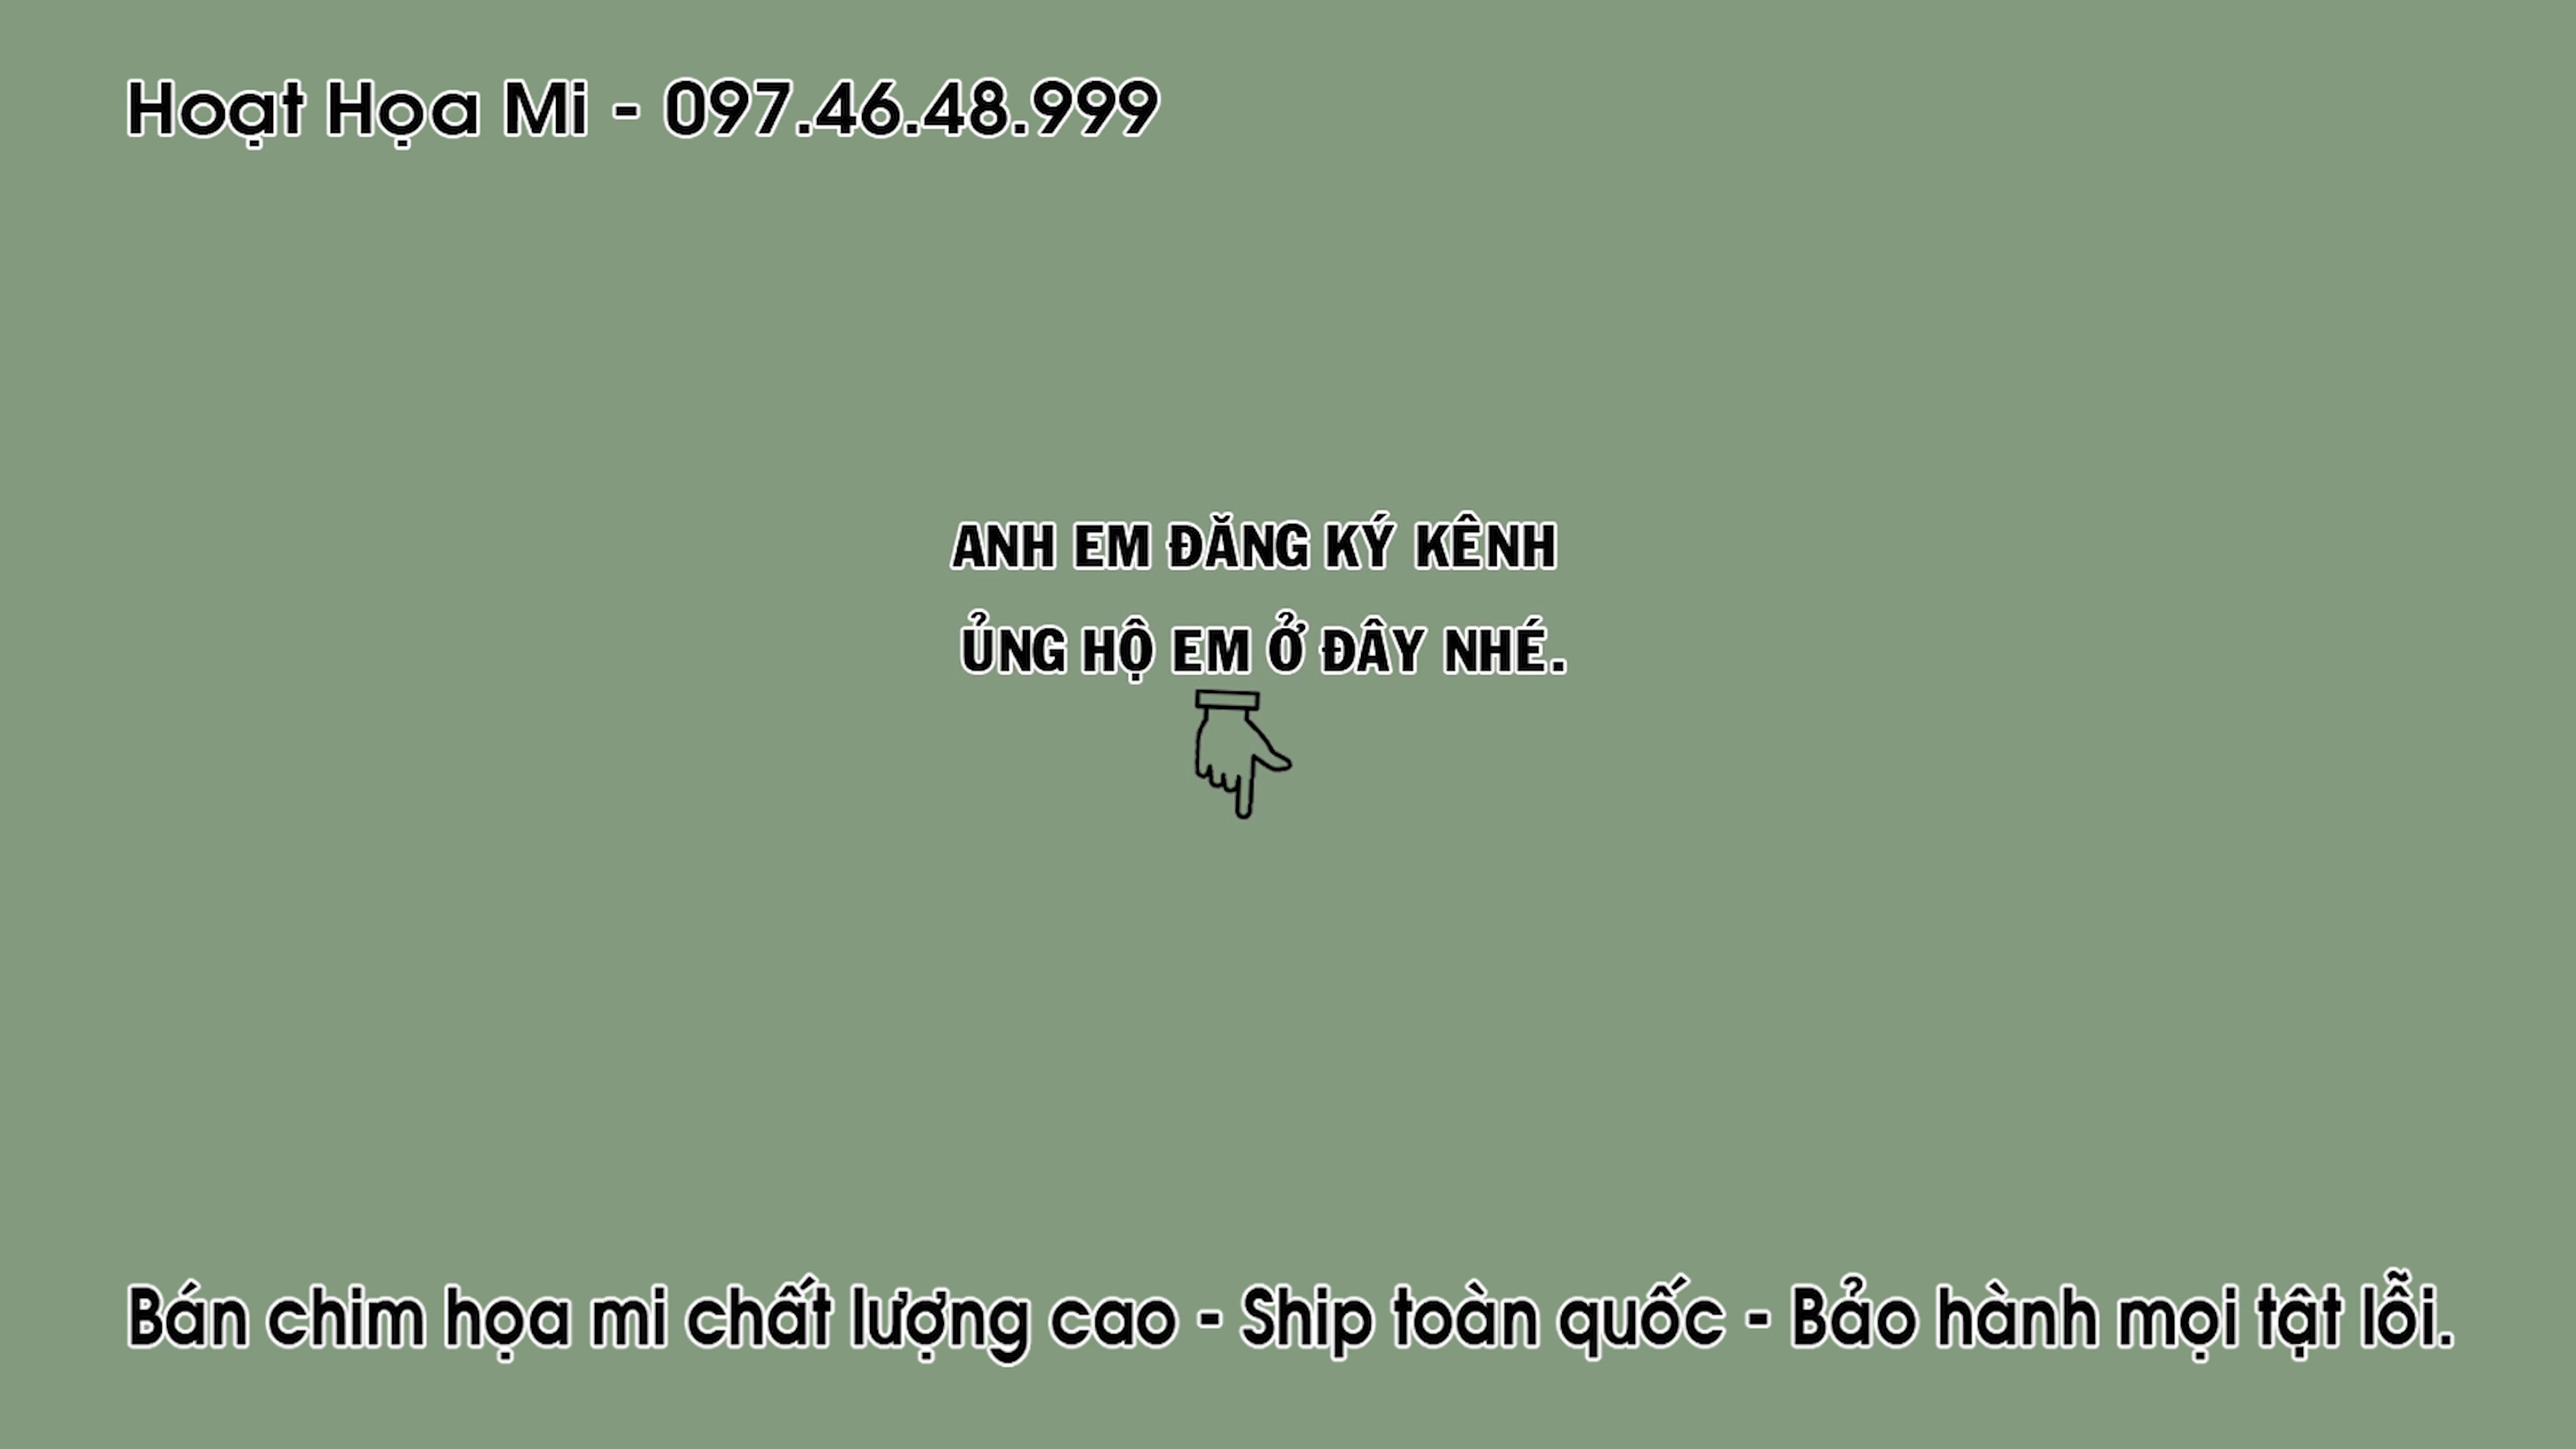 Hoạt Họa Mi - 097.46.48.999
ANH EM ĐĂNG KÝ KÊNH
ỦNG HỘ EM Ở ĐÂY NHÉ.
Bán chim họa mi chất lượng cao - Ship toàn quốc - Bảo hành mọi tật lỗi.